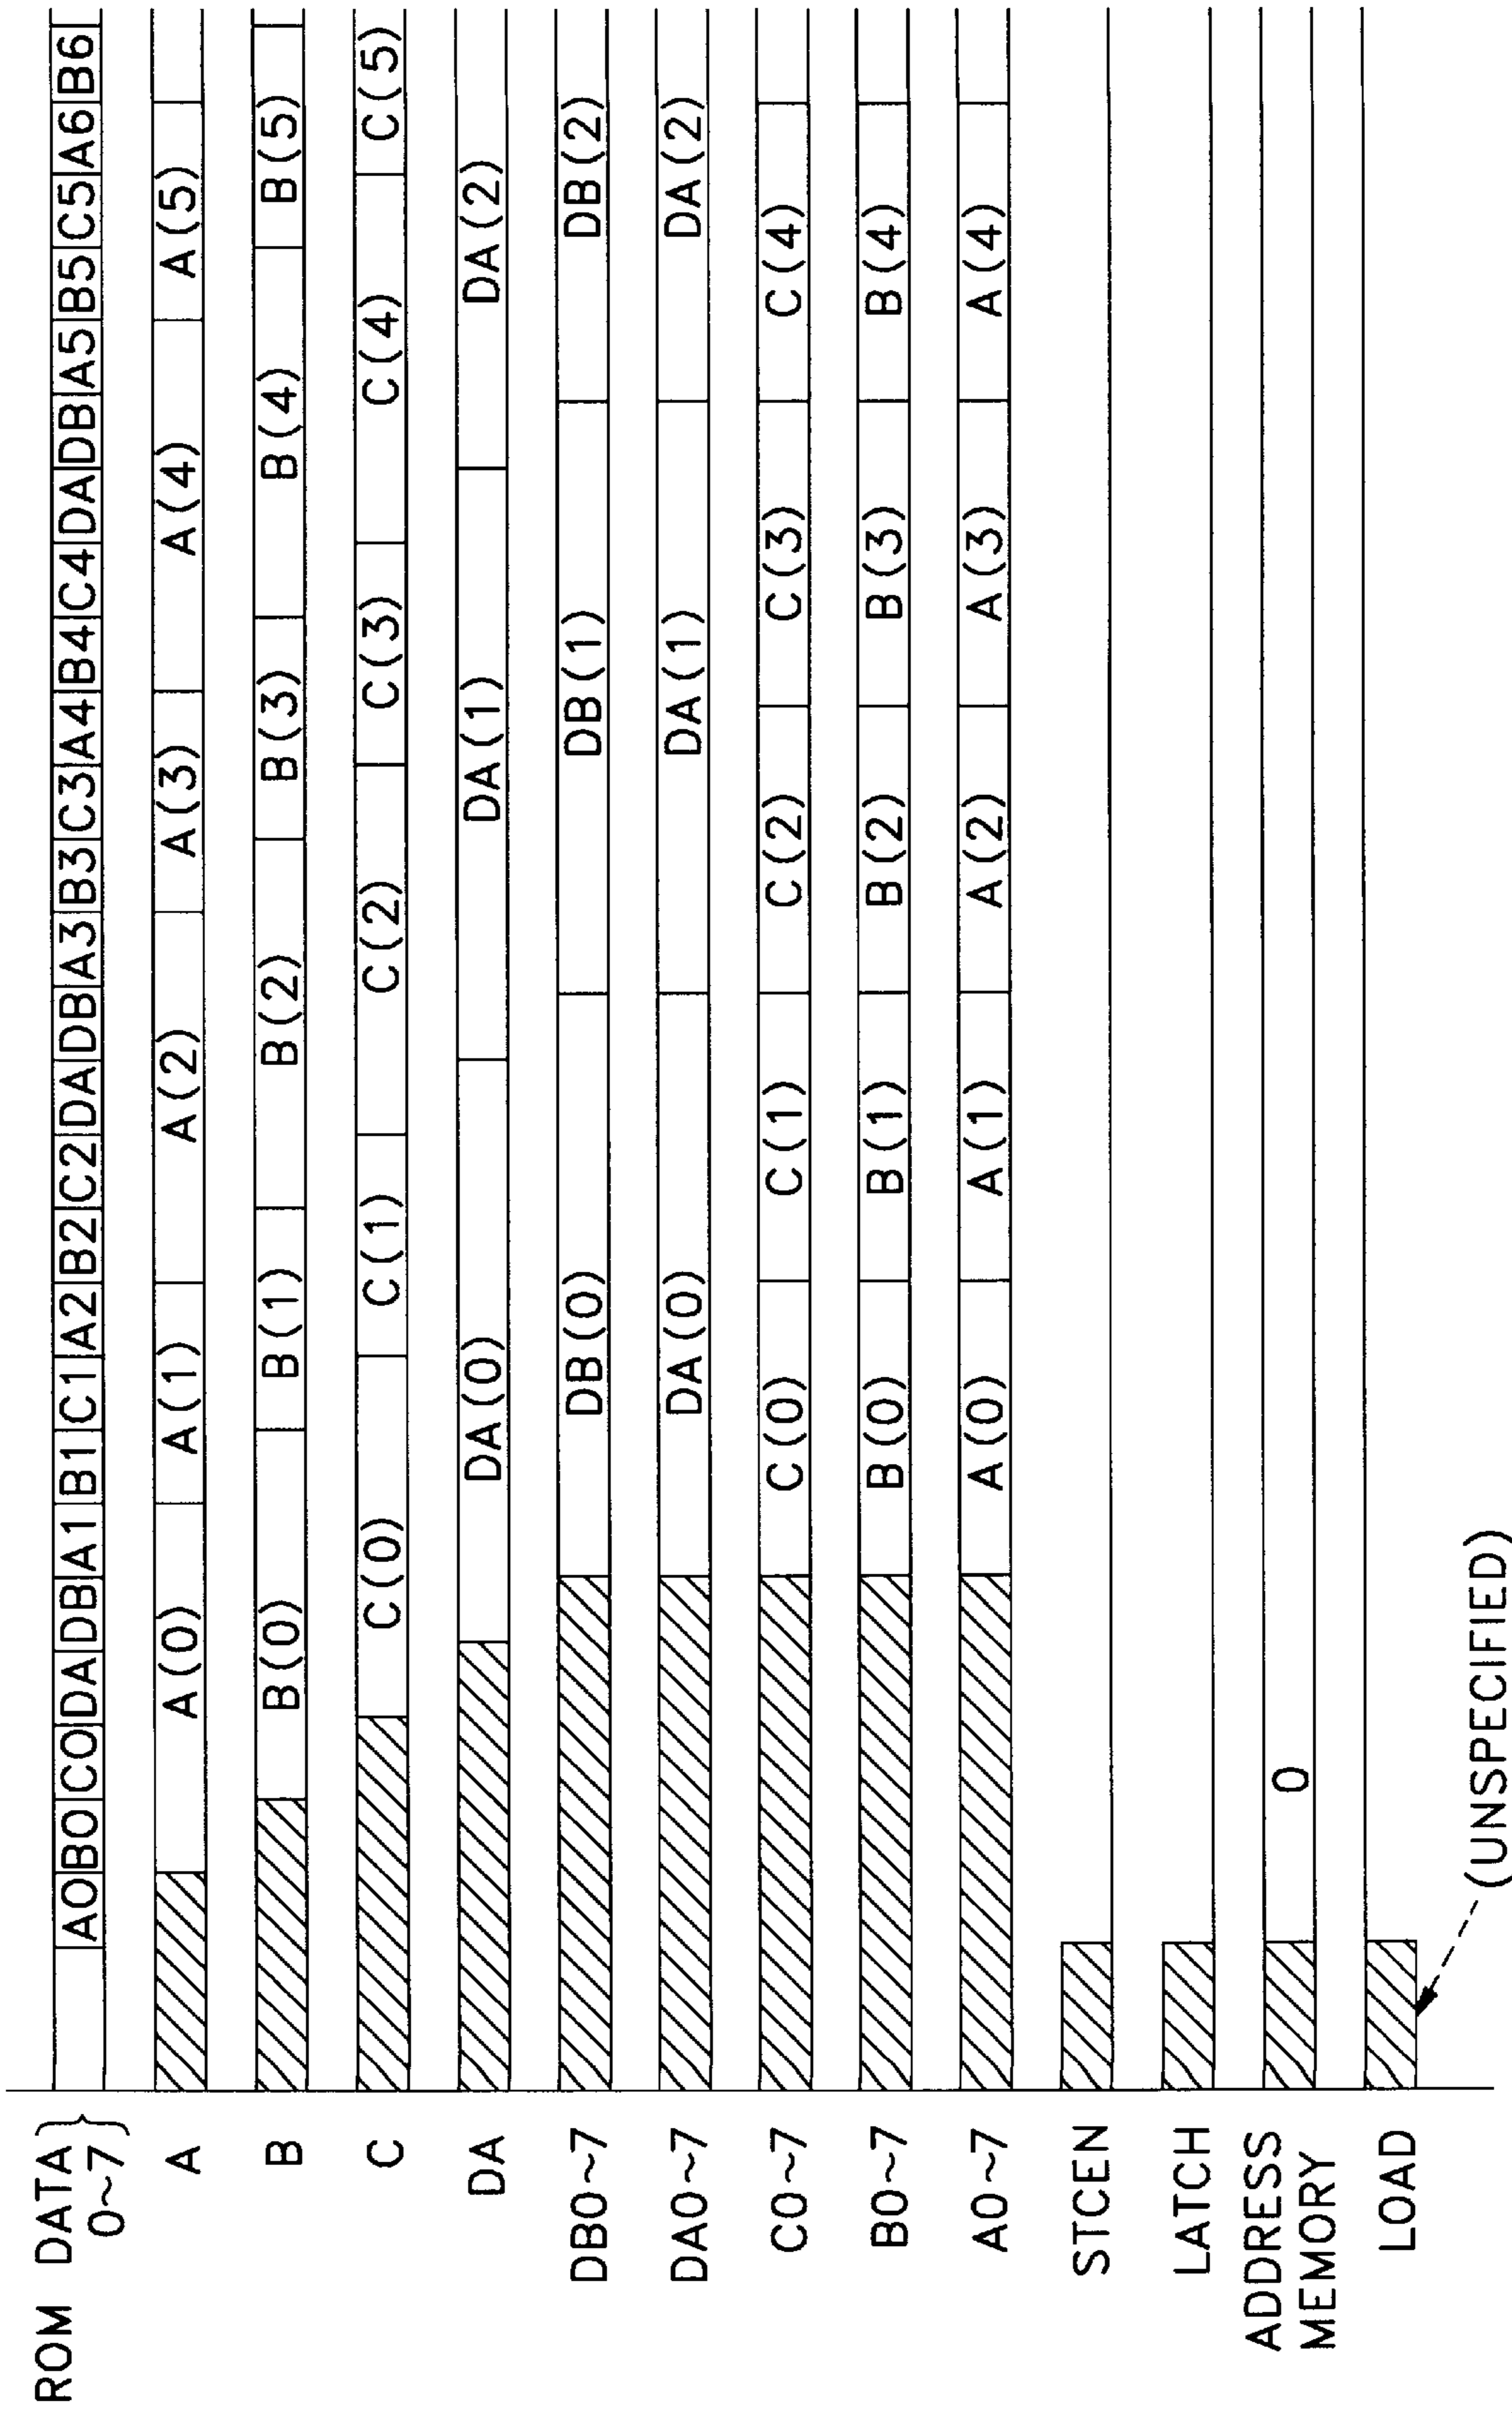 ROM DATA 0~7 A0 B0 C0 DA DB A1 B1 C1 A2 B2 C2 DA DB A3 B3 C3 A4 B4 C4 DA DB A5 B5 C5 A6 B6
A A(0) A(1) A(2) A(3) A(4) A(5)
B B(0) B(1) B(2) B(3) B(4) B(5)
C C(0) C(1) C(2) C(3) C(4) C(5)
DA DA(0) DA(1) DA(2)
DB0~7 DB(0) DB(1) DB(2)
DA0~7 DA(0) DA(1) DA(2)
C0~7 C(0) C(1) C(2) C(3) C(4)
B0~7 B(0) B(1) B(2) B(3) B(4)
A0~7 A(0) A(1) A(2) A(3) A(4)
STCEN
LATCH
ADDRESS
MEMORY 0
LOAD
(UNSPECIFIED)